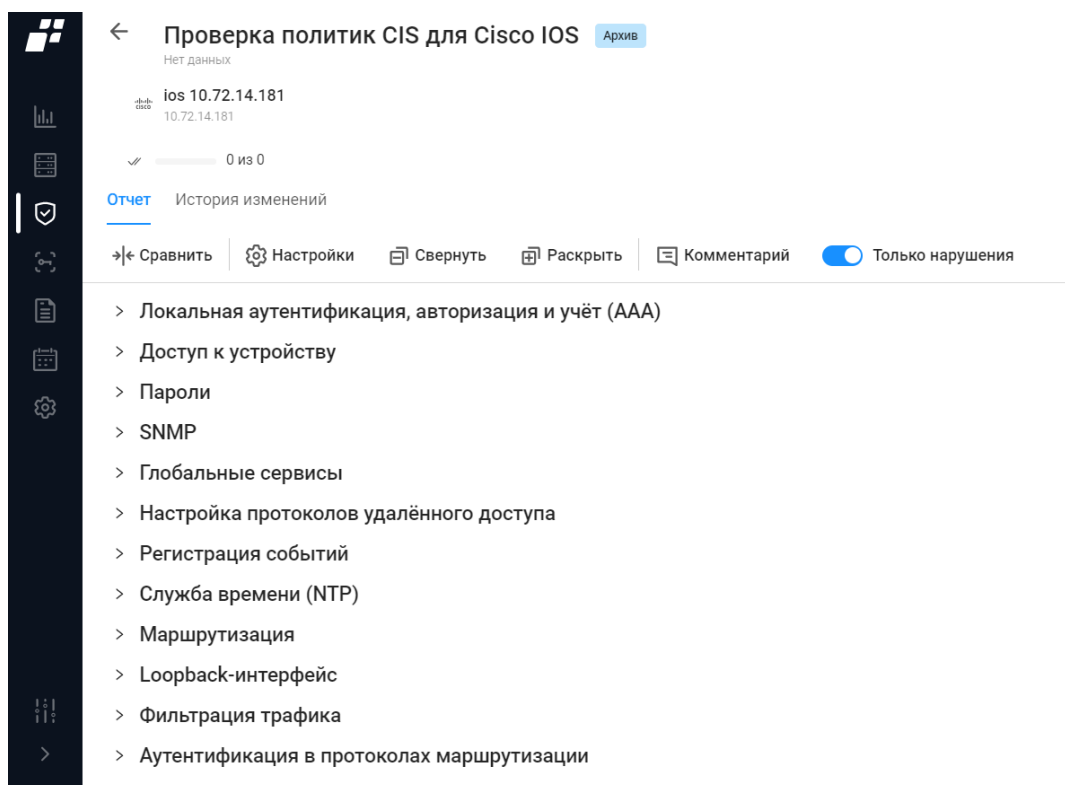 Проверка политик CIS для Cisco IOS Архив
Нет данных
cisco
ios 10.72.14.181
10.72.14.181
0 из 0
Отчет История изменений
Сравнить Настройки Свернуть Раскрыть Комментарий Только нарушения
Локальная аутентификация, авторизация и учёт (AAA)
Доступ к устройству
Пароли
SNMP
Глобальные сервисы
Настройка протоколов удалённого доступа
Регистрация событий
Служба времени (NTP)
Маршрутизация
Loopback-интерфейс
Фильтрация трафика
Аутентификация в протоколах маршрутизации